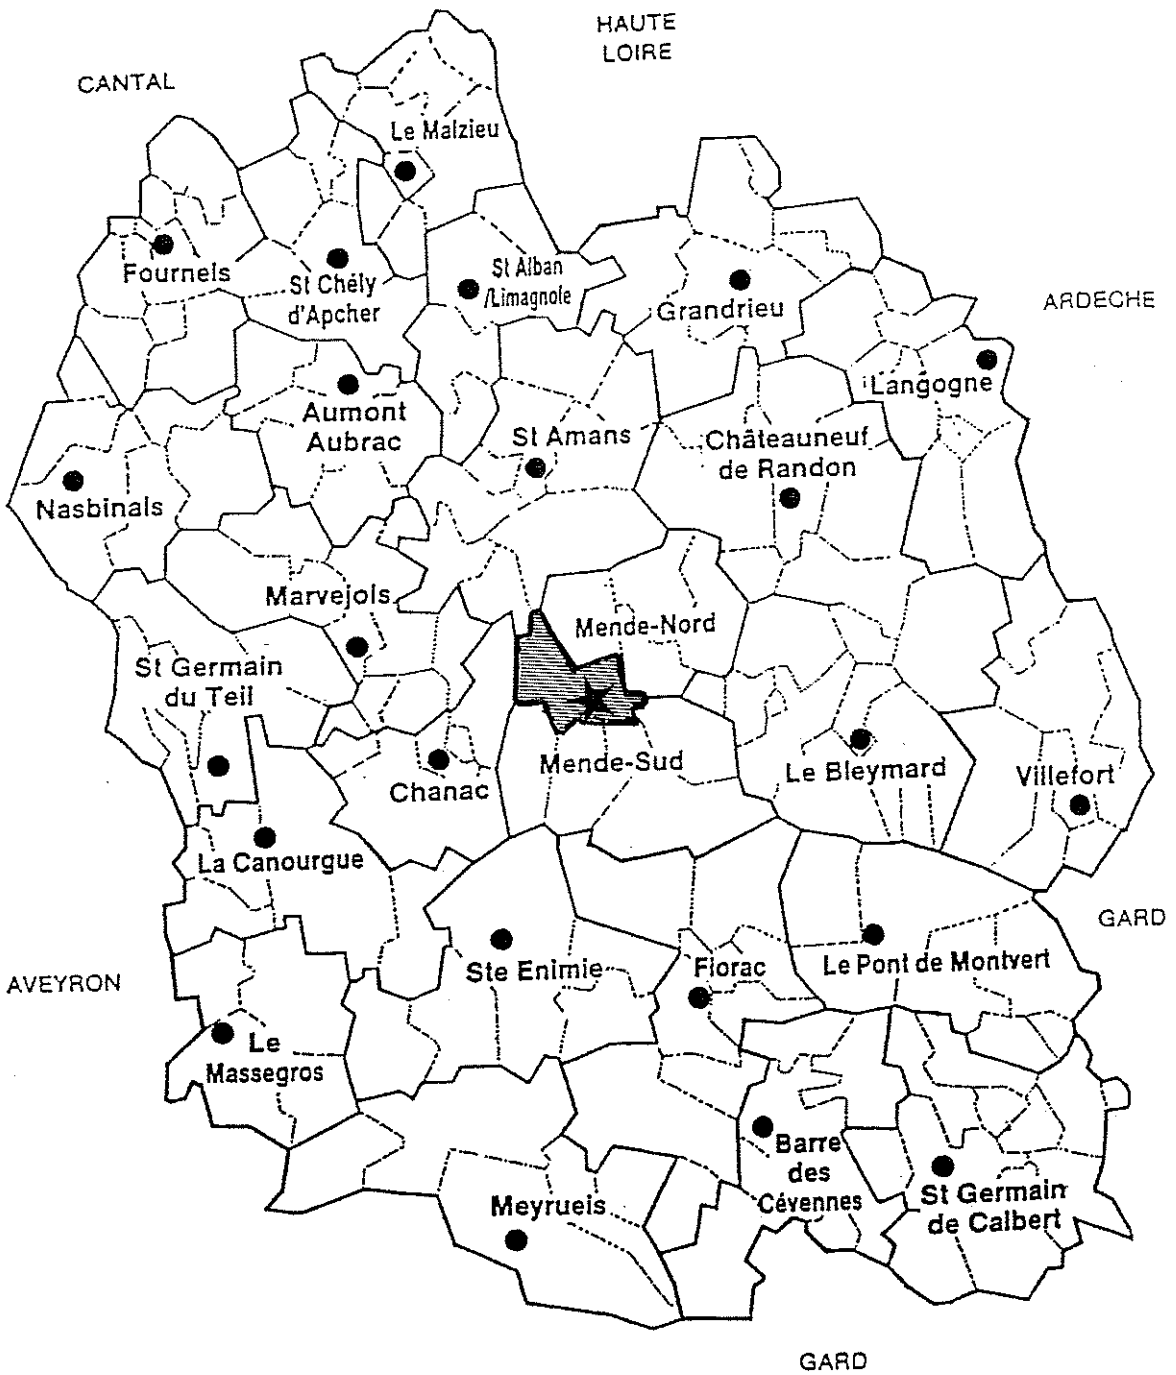 HAUTE
LOIRE
CANTAL
Le Malzieu
Fournels
St Chély
d'Apcher
St Alban
/Limagnole
Grandrieu
ARDECHE
Langogne
Aumont
Aubrac
St Amans
Châteauneuf
de Randon
Nasbinals
Marvejols
Mende-Nord
St Germain
du Teil
Mende-Sud
Chanac
Le Bleymard
Villefort
La Canourgue
GARD
Ste Enimie
Florac
Le Pont de Montvert
AVEYRON
Le
Massegros
Barre
des
Cévennes
St Germain
de Calbert
Meyrueis
GARD